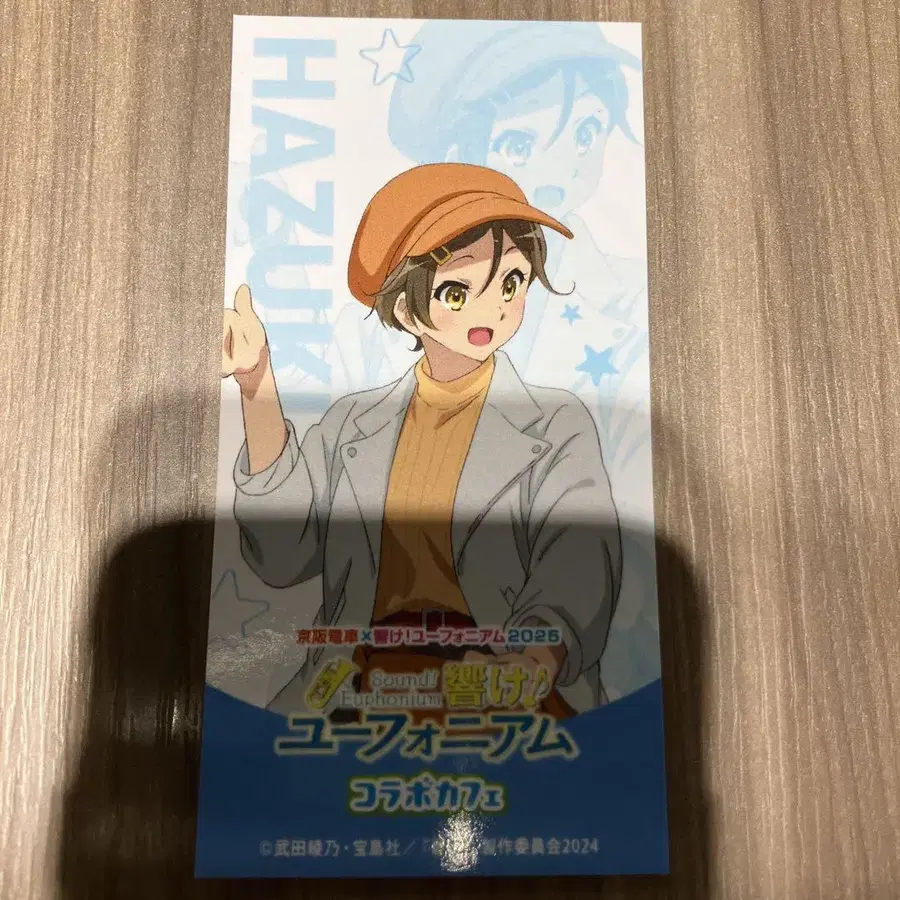 HAZUK
京阪電車×響け!ユーフォニアム2025
Sound! Euphonium 響け♪
ユーフォニアム
コラボカフェ
©武田綾乃・宝島社/ 製作委員会2024